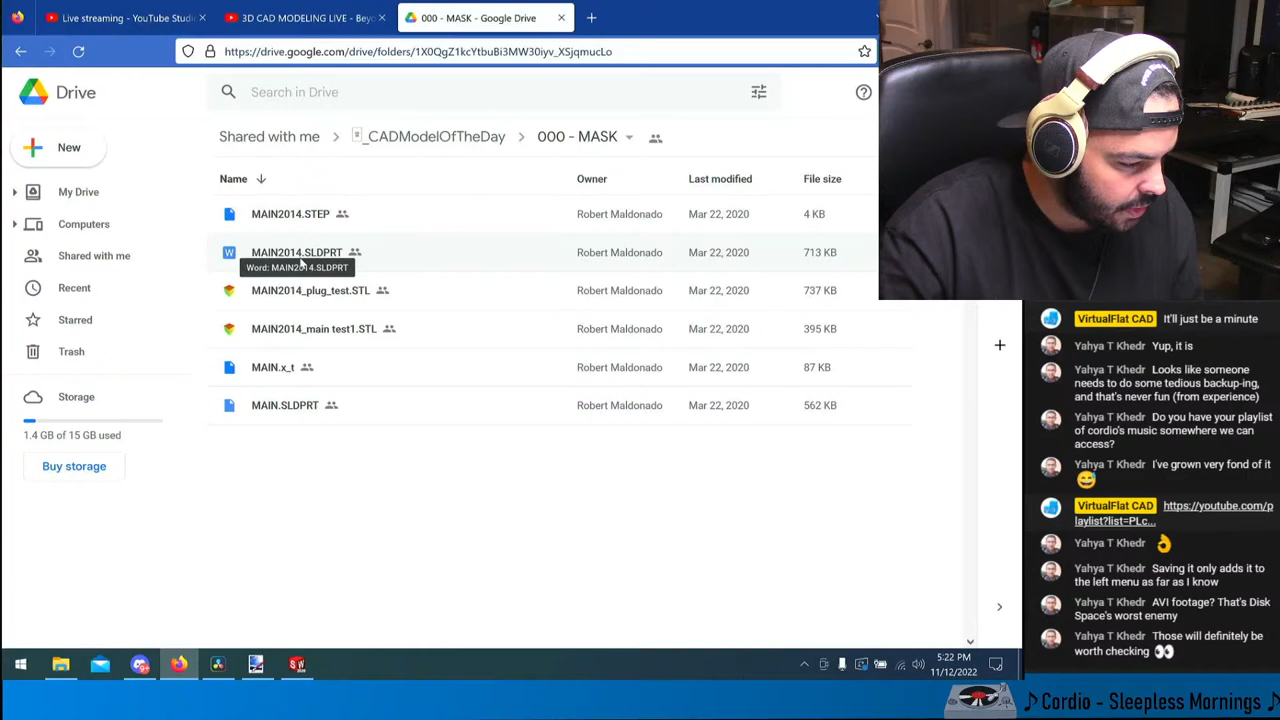 Live streaming - YouTube Studi
3D CAD MODELING LIVE - Beyo
000 - MASK - Google Drive
https://drive.google.com/drive/folders/1X0QgZ1kcYtbuBi3MW30iyv_XSjqmucLo
Drive
Search in Drive
New
Shared with me
_CADModelOfTheDay
000 - MASK
Name
Owner
Last modified
File size
My Drive
Computers
Shared with me
Recent
Starred
Trash
Storage
1.4 GB of 15 GB used
Buy storage
MAIN2014.STEP Robert Maldonado Mar 22, 2020 4 KB
MAIN2014.SLDPRT Robert Maldonado Mar 22, 2020 713 KB
Word: MAIN2014.SLDPRT
MAIN2014_plug_test.STL Robert Maldonado Mar 22, 2020 737 KB
MAIN2014_main test1.STL Robert Maldonado Mar 22, 2020 395 KB
MAIN.x_t Robert Maldonado Mar 22, 2020 87 KB
MAIN.SLDPRT Robert Maldonado Mar 22, 2020 562 KB
VirtualFlat CAD It'll just be a minute
Yahya T Khedr Yup, it is
Yahya T Khedr Looks like someone
needs to do some tedious backup-ing,
and that's never fun (from experience)
Yahya T Khedr Do you have your playlist
of cordio's music somewhere we can
access?
Yahya T Khedr I've grown very fond of it
VirtualFlat CAD https://youtube.com/p
laylist?list=PLc...
Yahya T Khedr
Yahya T Khedr Saving it only adds it to
the left menu as far as I know
Yahya T Khedr AVI footage? That's Disk
Space's worst enemy
Yahya T Khedr Those will definitely be
worth checking
5:22 PM
11/12/2022
♪ Cordio - Sleepless Mornings ♪